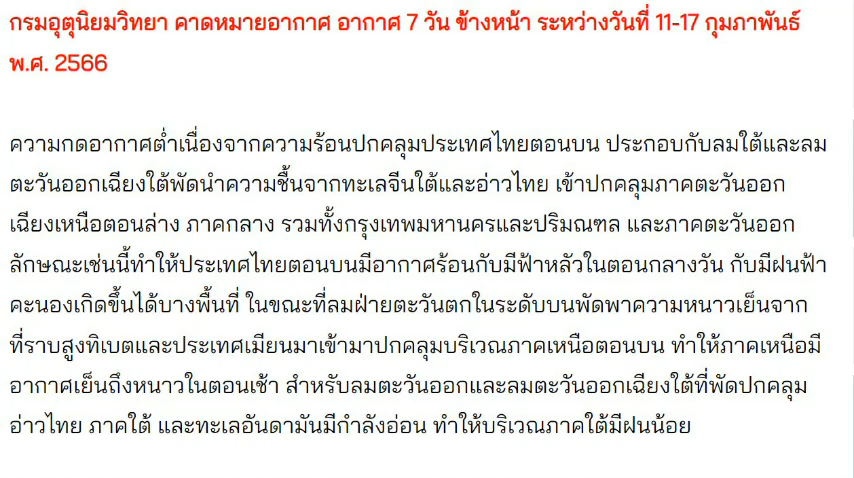 กรมอุตุนิยมวิทยา คาดหมายอากาศ อากาศ 7 วัน ข้างหน้า ระหว่างวันที่ 11-17 กุมภาพันธ์
พ.ศ. 2566
ความกดอากาศต่ำเนื่องจากความร้อนปกคลุมประเทศไทยตอนบน ประกอบกับลมใต้และลม
ตะวันออกเฉียงใต้พัดนำความชื้นจากทะเลจีนใต้และอ่าวไทย เข้าปกคลุมภาคตะวันออก
เฉียงเหนือตอนล่าง ภาคกลาง รวมทั้งกรุงเทพมหานครและปริมณฑล และภาคตะวันออก
ลักษณะเช่นนี้ทำให้ประเทศไทยตอนบนมีอากาศร้อนกับมีฟ้าหลัวในตอนกลางวัน กับมีฝนฟ้า
คะนองเกิดขึ้นได้บางพื้นที่ ในขณะที่ลมฝ่ายตะวันตกในระดับบนพัดพาความหนาวเย็นจาก
ที่ราบสูงทิเบตและประเทศเมียนมาเข้ามาปกคลุมบริเวณภาคเหนือตอนบน ทำให้ภาคเหนือมี
อากาศเย็นถึงหนาวในตอนเช้า สำหรับลมตะวันออกและลมตะวันออกเฉียงใต้ที่พัดปกคลุม
อ่าวไทย ภาคใต้ และทะเลอันดามันมีกำลังอ่อน ทำให้บริเวณภาคใต้มีฝนน้อย